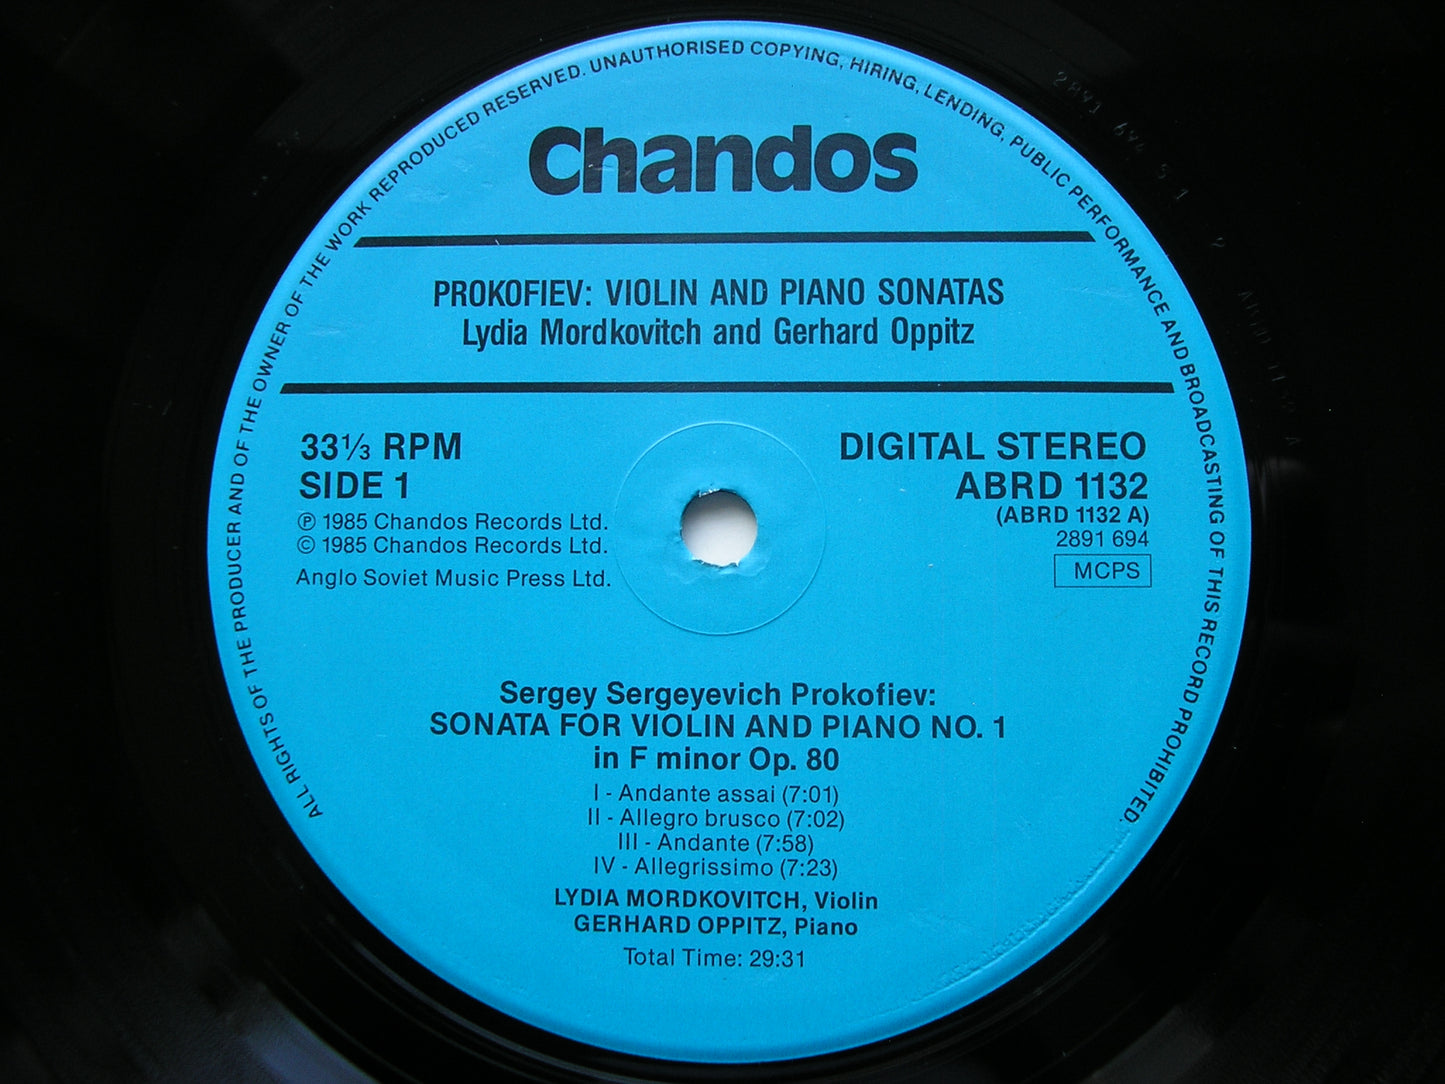 ALL RIGHTS OF THE PRODUCER AND OF THE OWNER OF THE WORK REPRODUCED RESERVED. UNAUTHORISED COPYING, HIRING, LENDING, PUBLIC PERFORMANCE AND BROADCASTING OF THIS RECORD PROHIBITED.
Chandos
PROKOFIEV: VIOLIN AND PIANO SONATAS
Lydia Mordkovitch and Gerhard Oppitz
33⅓ RPM
SIDE 1
℗ 1985 Chandos Records Ltd.
© 1985 Chandos Records Ltd.
Anglo Soviet Music Press Ltd.
DIGITAL STEREO
ABRD 1132
(ABRD 1132 A)
2891 694
MCPS
Sergey Sergeyevich Prokofiev:
SONATA FOR VIOLIN AND PIANO NO. 1
in F minor Op. 80
I - Andante assai (7:01)
II - Allegro brusco (7:02)
III - Andante (7:58)
IV - Allegrissimo (7:23)
LYDIA MORDKOVITCH, Violin
GERHARD OPPITZ, Piano
Total Time: 29:31